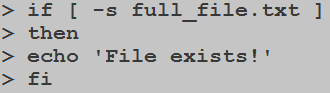 > if [ -s full_file.txt ]
> then
> echo 'File exists!'
> fi